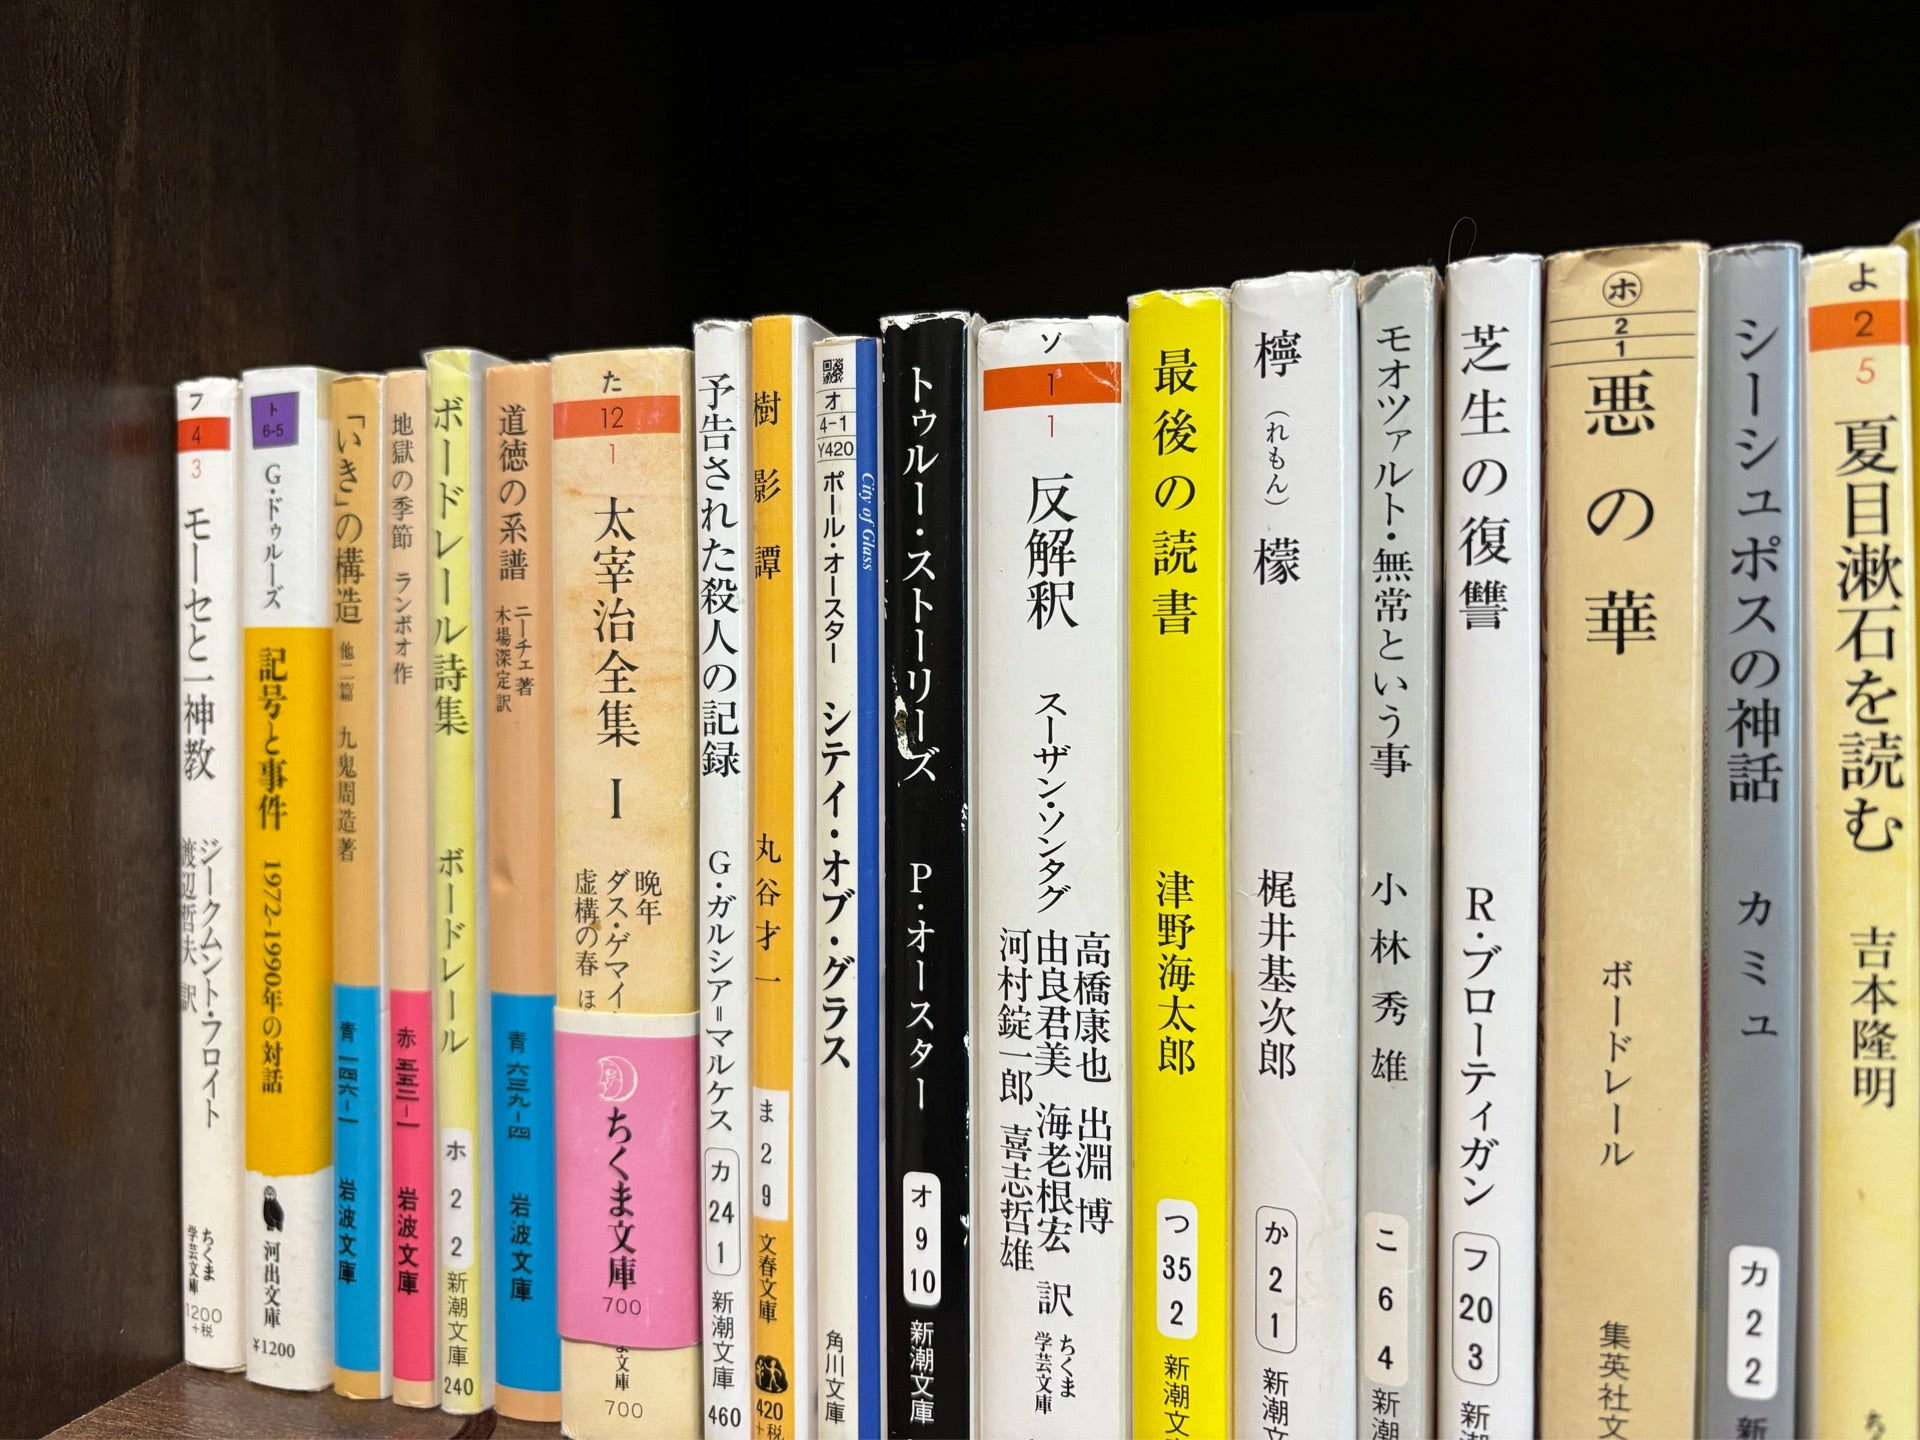 フ
4
3
モーセと一神教
ジークムント・フロイト
渡辺哲夫 訳
ちくま
学芸文庫
1200
+税
ト
6-5
G・ドゥルーズ
記号と事件
1972-1990年の対話
河出文庫
¥1200
「いき」の構造 他二篇 九鬼周造著
青 一四六-一
岩波文庫
地獄の季節 ランボオ作
赤 五五二-一
岩波文庫
ボードレール詩集
ボードレール
ホ
2
2
新潮文庫
240
道徳の系譜
ニーチェ著
木場深定訳
青 六三九-四
岩波文庫
た
12
1
太宰治全集 I
晩年
ダス・ゲマイ
虚構の春 ほ
ちくま文庫
700
ま文庫
700
予告された殺人の記録
G・ガルシア=マルケス
カ
24
1
新潮文庫
460
樹影譚
丸谷才一
ま
2
9
文春文庫
420
+税
オ
4-1
¥420
ポール・オースター
シティ・オブ・グラス
角川文庫
City of Glass
トゥルー・ストーリーズ
P・オースター
オ
9
10
新潮文庫
ソ
1
1
反解釈
スーザン・ソンタグ
高橋康也 出淵 博
由良君美 海老根宏 訳
河村錠一郎 喜志哲雄
ちくま
学芸文庫
最後の読書
津野海太郎
つ
35
2
新潮文
檸(れもん)檬
梶井基次郎
か
2
1
新潮文
モオツァルト・無常という事
小林秀雄
こ
6
4
新潮
芝生の復讐
R・ブローティガン
フ
20
3
新潮
ホ
2
1
悪の華
ボードレール
集英社文
シーシュポスの神話
カミュ
カ
2
2
新
よ
2
5
夏目漱石を読む
吉本隆明
ち